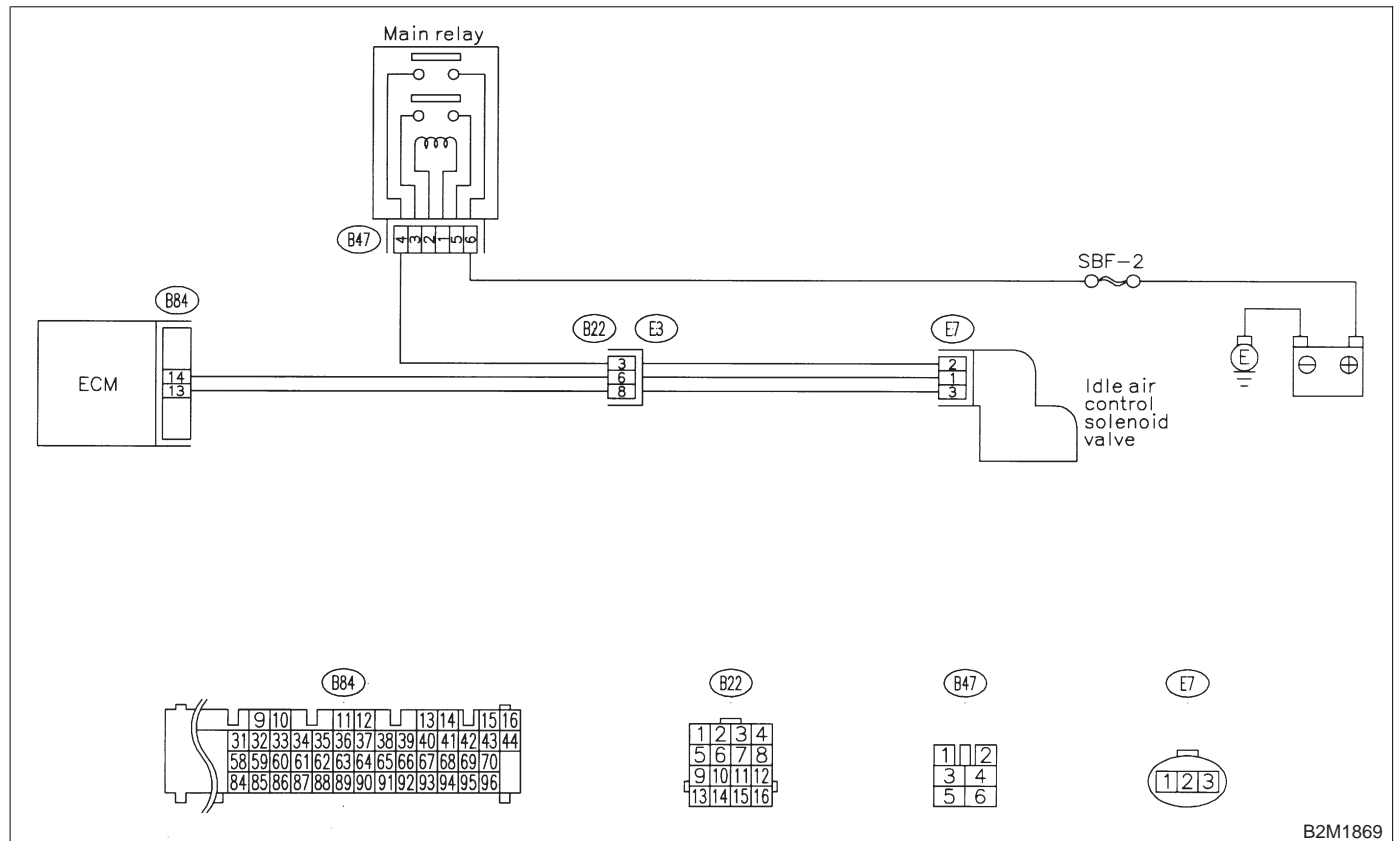 Main relay
B47
4 3 2 1 5 6
SBF-2
B84
B22 E3 E7
E
ECM
14
13
3
6
8
2
1
3
⊖ ⊕
Idle air
control
solenoid
valve
B84 B22 B47 E7
9 10 11 12 13 14 15 16
31 32 33 34 35 36 37 38 39 40 41 42 43 44
58 59 60 61 62 63 64 65 66 67 68 69 70
84 85 86 87 88 89 90 91 92 93 94 95 96
1 2 3 4
5 6 7 8
9 10 11 12
13 14 15 16
1 2
3 4
5 6
1 2 3
B2M1869